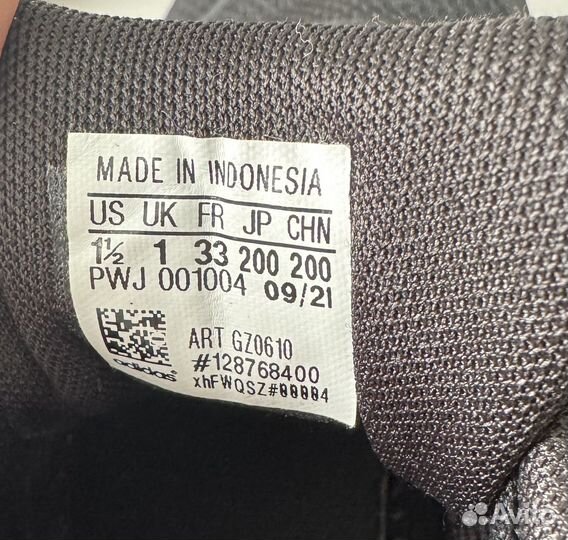 MADE IN INDONESIA
US UK FR JP CHN
1½ 1 33 200 200
PWJ 001004 09/21
ART GZ0610
#128768400
adidas
xhFWQSZ#00004
Avito